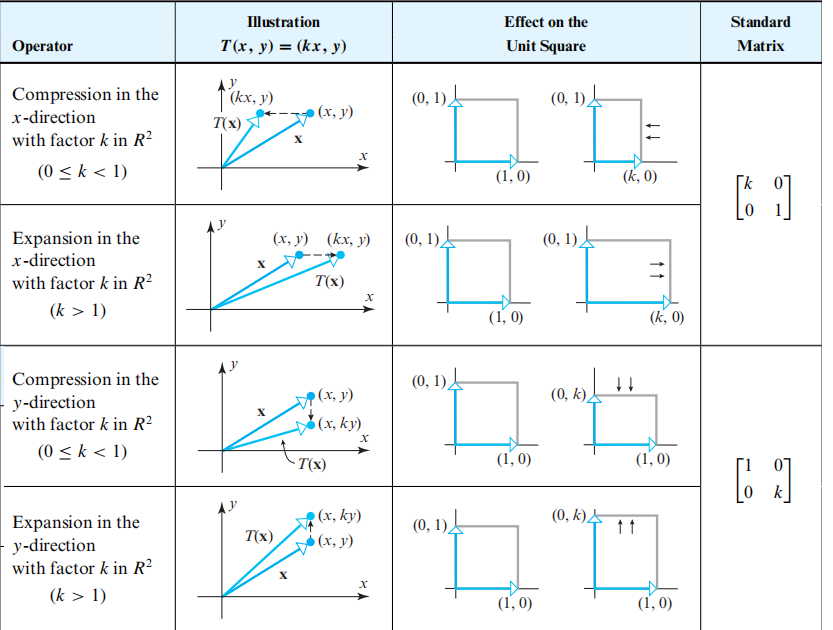 Operator
Illustration
T(x, y) = (kx, y)
Effect on the
Unit Square
Standard
Matrix
Compression in the
x-direction
with factor k in R²
(0 ≤ k < 1)
y
(kx, y)
T(x)
(x, y)
x
x
(0, 1)
(1, 0)
(0, 1)
(k, 0)
[k 0]
[0 1]
Expansion in the
x-direction
with factor k in R²
(k > 1)
y
(x, y)
(kx, y)
x
T(x)
x
(0, 1)
(1, 0)
(0, 1)
(k, 0)
Compression in the
y-direction
with factor k in R²
(0 ≤ k < 1)
y
(x, y)
x
(x, ky)
x
T(x)
(0, 1)
(1, 0)
(0, k)
(1, 0)
[1 0]
[0 k]
Expansion in the
y-direction
with factor k in R²
(k > 1)
y
(x, ky)
T(x)
(x, y)
x
x
(0, 1)
(1, 0)
(0, k)
(1, 0)